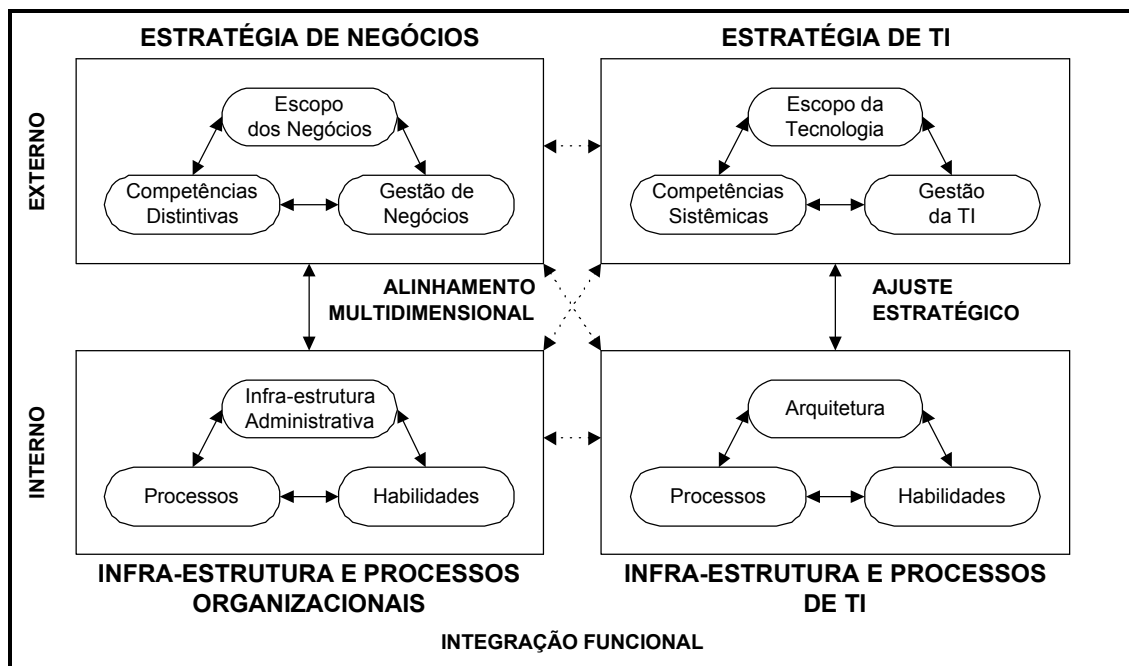 ESTRATÉGIA DE NEGÓCIOS
ESTRATÉGIA DE TI
EXTERNO
Escopo
dos Negócios
Competências
Distintivas
Gestão de
Negócios
Escopo da
Tecnologia
Competências
Sistêmicas
Gestão
da TI
ALINHAMENTO
MULTIDIMENSIONAL
AJUSTE
ESTRATÉGICO
INTERNO
Infra-estrutura
Administrativa
Processos
Habilidades
Arquitetura
Processos
Habilidades
INFRA-ESTRUTURA E PROCESSOS
ORGANIZACIONAIS
INFRA-ESTRUTURA E PROCESSOS
DE TI
INTEGRAÇÃO FUNCIONAL